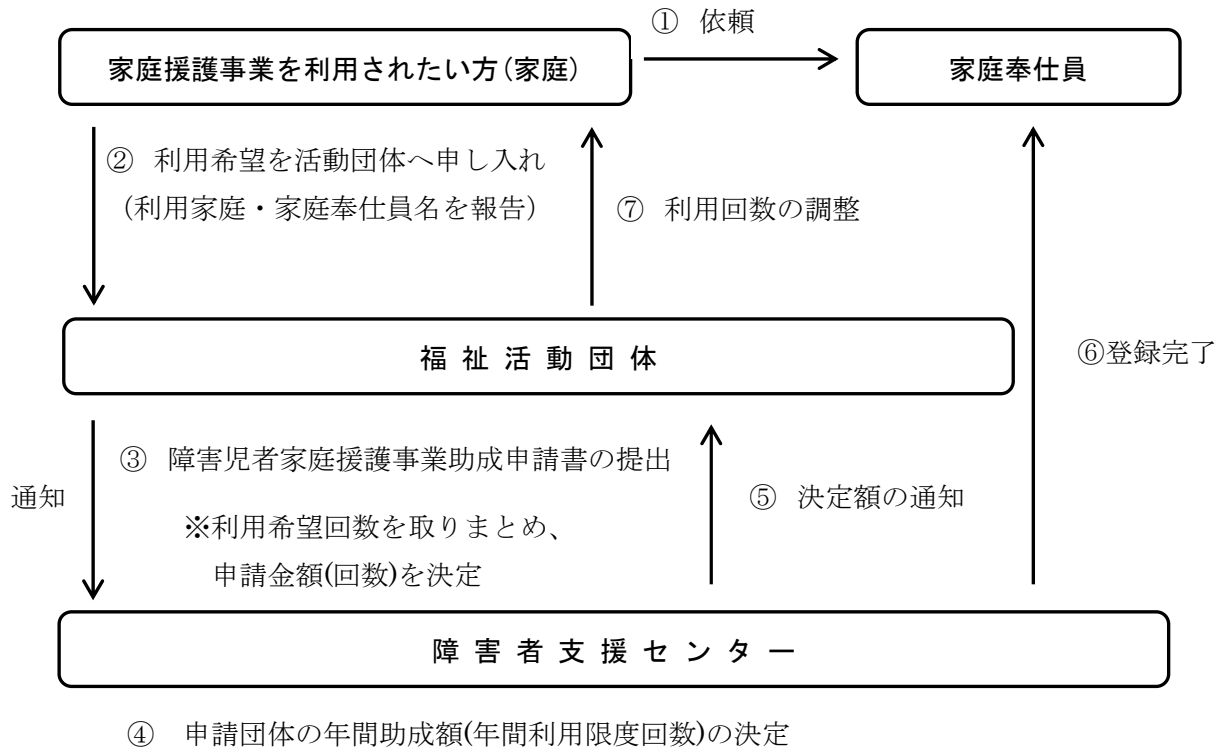 ① 依頼
家庭援護事業を利用されたい方(家庭)
家庭奉仕員
② 利用希望を活動団体へ申し入れ
(利用家庭・家庭奉仕員名を報告)
⑦ 利用回数の調整
福祉活動団体
⑥登録完了
③ 障害児者家庭援護事業助成申請書の提出
通知
⑤ 決定額の通知
※利用希望回数を取りまとめ、
申請金額(回数)を決定
障害者支援センター
④ 申請団体の年間助成額(年間利用限度回数)の決定